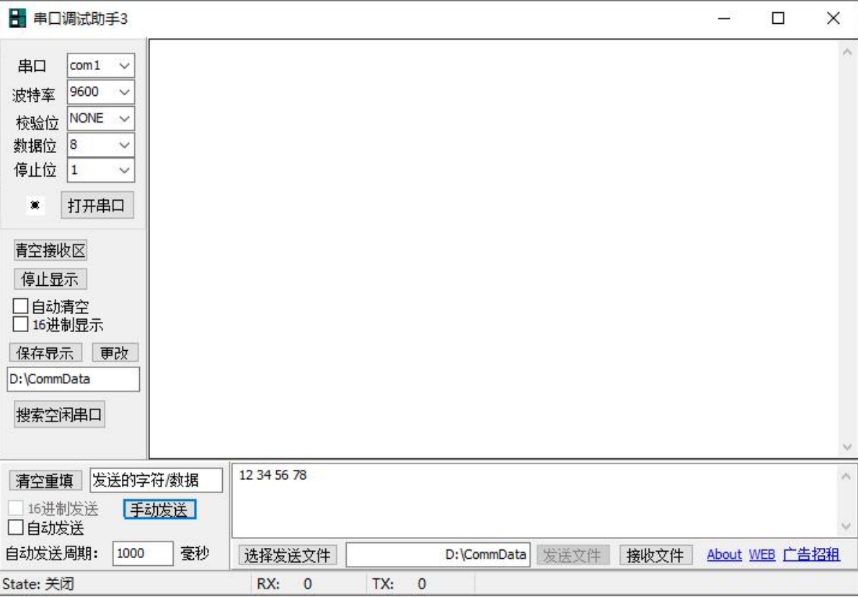 串口调试助手3
串口 com1
波特率 9600
校验位 NONE
数据位 8
停止位 1
打开串口
青空接收区
停止显示
自动清空
16进制显示
保存显示 更改
D:\CommData
搜索空闲串口
清空重填 发送的字符/数据
16进制发送 手动发送
自动发送
自动发送周期: 1000 毫秒
12 34 56 78
选择发送文件 D:\CommData 发送文件 接收文件 About WEB 广告招租
State: 关闭 RX: 0 TX: 0